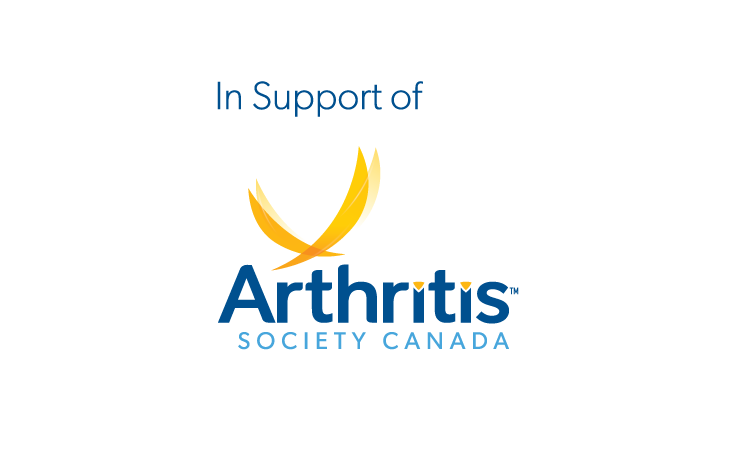 In Support of
Arthritis™
SOCIETY CANADA